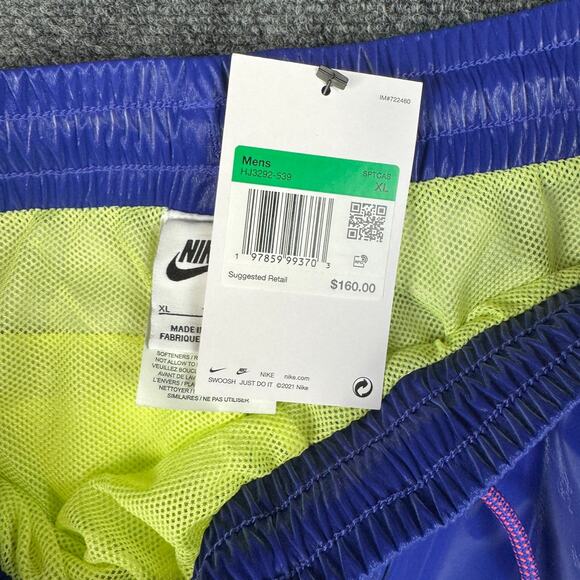 IM#722460
Mens
HJ3292-539
SPTCAS
XL
1 97859 99370 3
Suggested Retail
$160.00
NIKE nike.com
SWOOSH JUST DO IT ©2021 Nike
R
XL
MADE IN
FABRIQUÉ
SOFTENERS / 
NOT ALLOW TO
VEUILLEZ
AVANT DE
L'ENVERS /
NETTOYER /
SIMILAIRES / NE PAS UTILISER